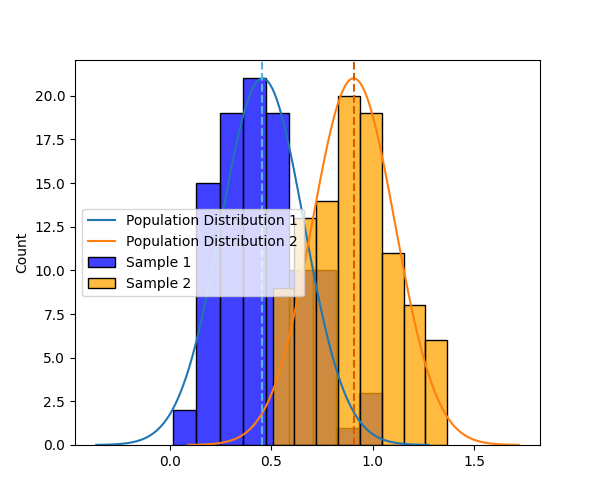 20.0
17.5
15.0
12.5
10.0
7.5
5.0
2.5
0.0
Count
Population Distribution 1
Population Distribution 2
Sample 1
Sample 2
0.0 0.5 1.0 1.5